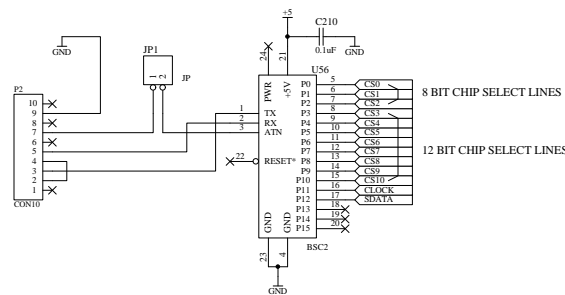 +5
C210
0.1uF
GND
GND
JP1
1 2
JP
P2
10
9
8
7
6
5
4
3
2
1
CON10
24
21
U56
PWR
+5V
1 TX
2 RX
3 ATN
22 RESET*
GND
GND
23
4
GND
BSC2
P0 5 CS0
P1 6 CS1
P2 7 CS2
P3 8 CS3
P4 9 CS4
P5 10 CS5
P6 11 CS6
P7 12 CS7
P8 13 CS8
P9 14 CS9
P10 15 CS10
P11 16 CLOCK
P12 17 SDATA
P13 18
P14 19
P15 20
8 BIT CHIP SELECT LINES
12 BIT CHIP SELECT LINES